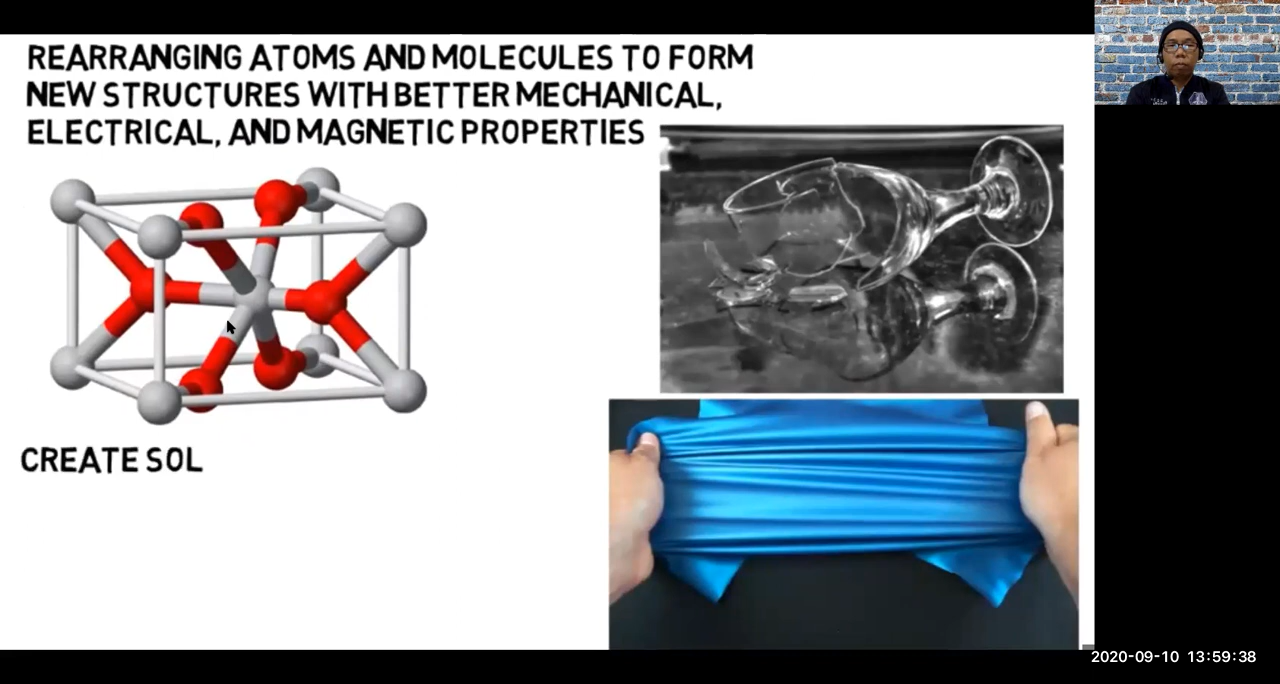 REARRANGING ATOMS AND MOLECULES TO FORM
NEW STRUCTURES WITH BETTER MECHANICAL,
ELECTRICAL, AND MAGNETIC PROPERTIES
CREATE SOL
2020-09-10 13:59:38